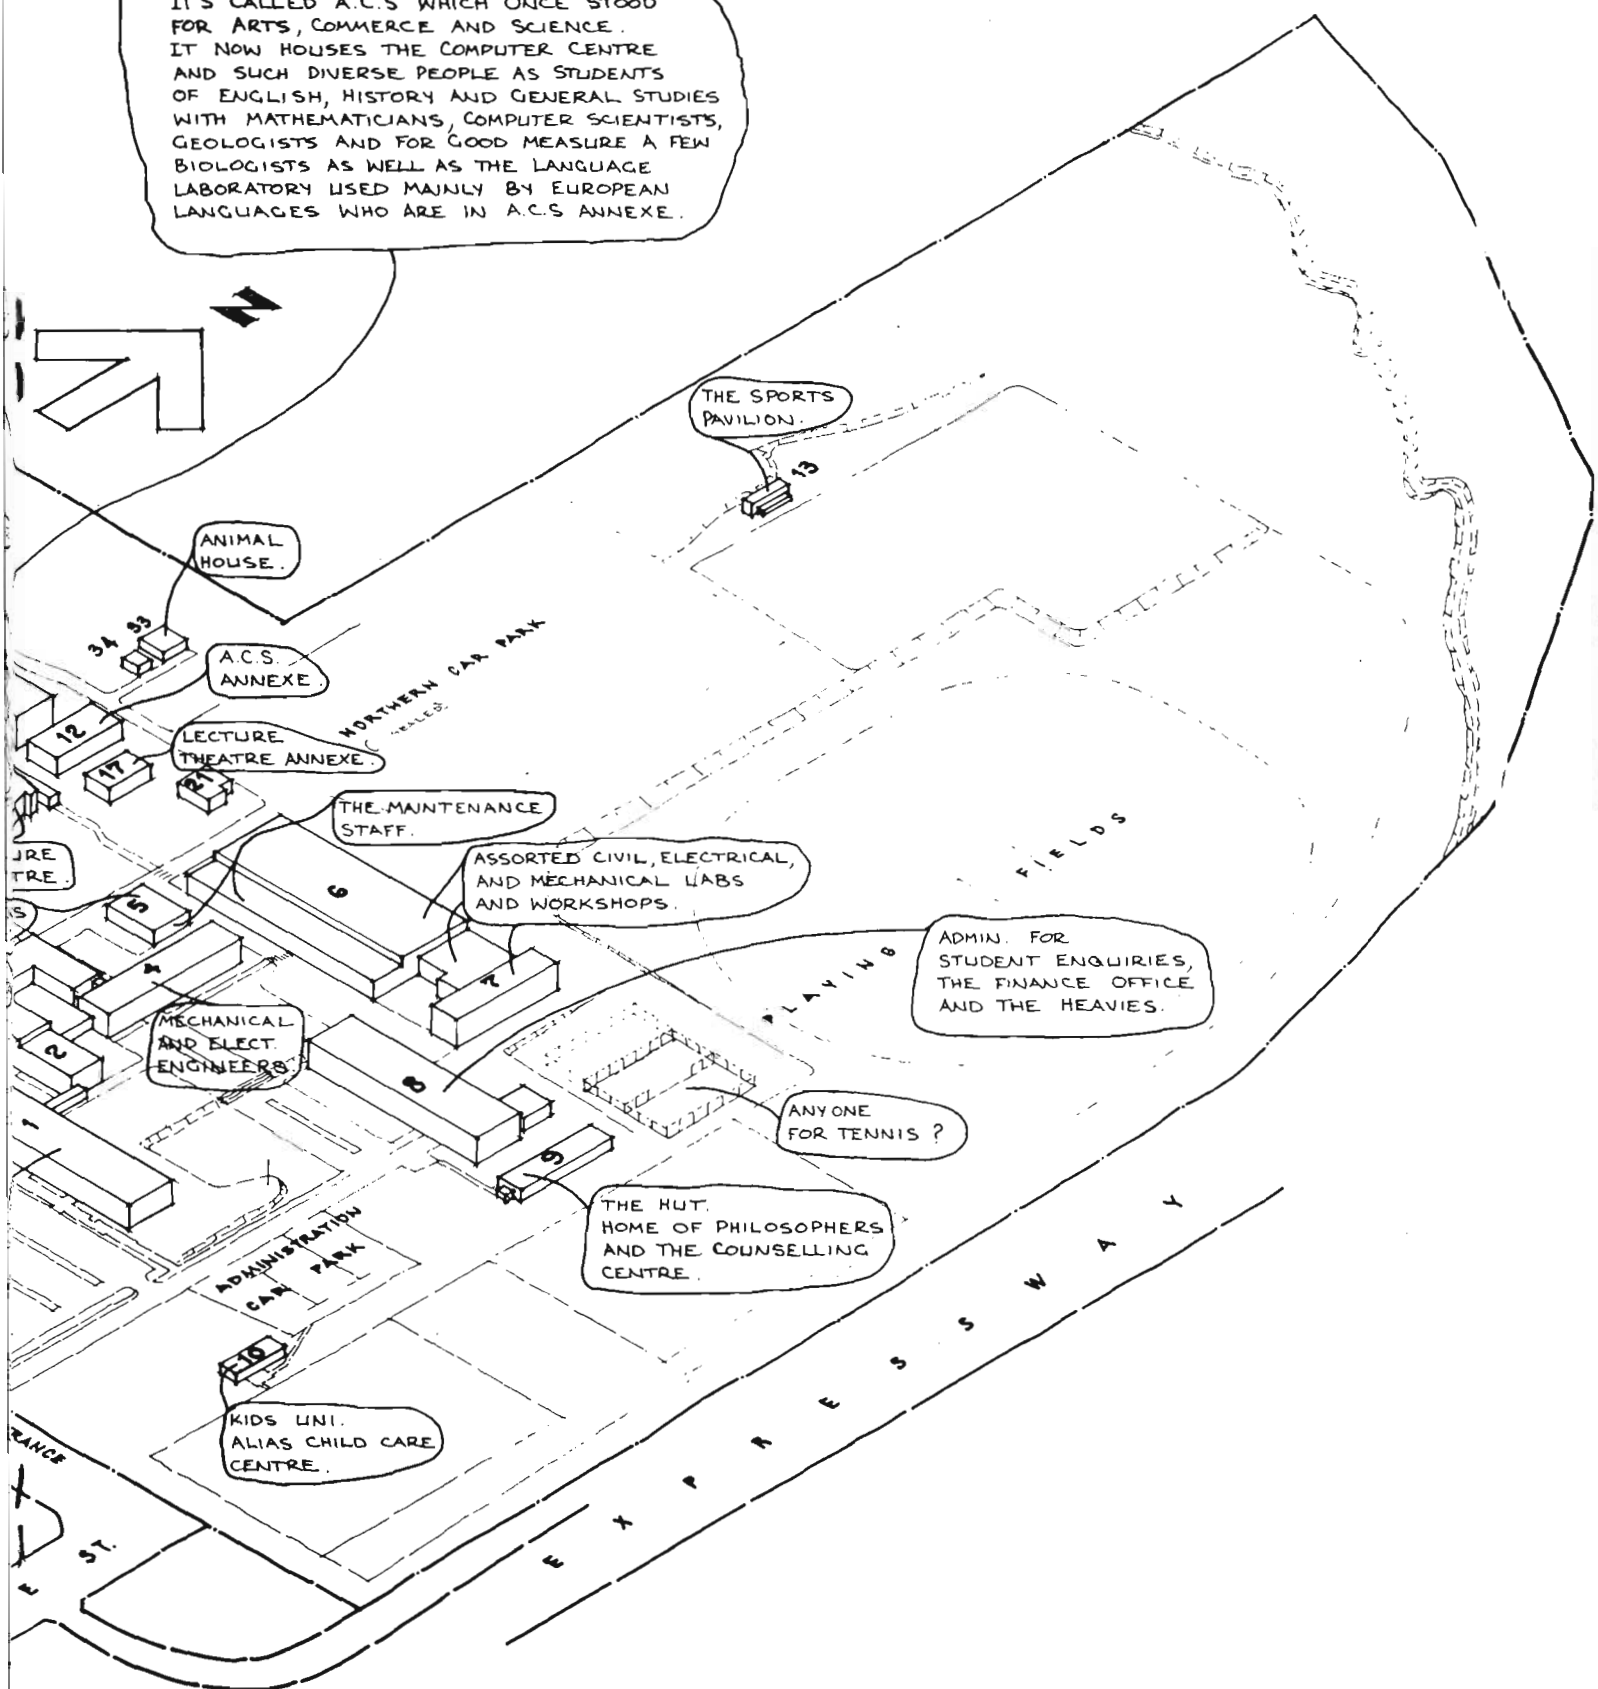 IT'S CALLED A.C.S WHICH ONCE STOOD
FOR ARTS, COMMERCE AND SCIENCE.
IT NOW HOUSES THE COMPUTER CENTRE
AND SUCH DIVERSE PEOPLE AS STUDENTS
OF ENGLISH, HISTORY AND GENERAL STUDIES
WITH MATHEMATICIANS, COMPUTER SCIENTISTS,
GEOLOGISTS AND FOR GOOD MEASURE A FEW
BIOLOGISTS AS WELL AS THE LANGUAGE
LABORATORY USED MAINLY BY EUROPEAN
LANGUAGES WHO ARE IN A.C.S ANNEXE.
N
THE SPORTS
PAVILION.
13
ANIMAL
HOUSE.
34 33
A.C.S.
ANNEXE.
NORTHERN CAR PARK
12
LECTURE
THEATRE ANNEXE.
17
21
THE MAINTENANCE
STAFF.
URE
TRE.
ASSORTED CIVIL, ELECTRICAL,
AND MECHANICAL LABS
AND WORKSHOPS.
6
5
IS
PLAYING FIELDS
ADMIN. FOR
STUDENT ENQUIRIES,
THE FINANCE OFFICE
AND THE HEAVIES.
4
7
MECHANICAL
AND ELECT.
ENGINEERS
2
8
1
ANYONE
FOR TENNIS ?
9
THE HUT.
HOME OF PHILOSOPHERS
AND THE COUNSELLING
CENTRE.
ADMINISTRATION
CAR PARK
10
KIDS UNI.
ALIAS CHILD CARE
CENTRE.
RANCE
E ST.
EXPRESSWAY